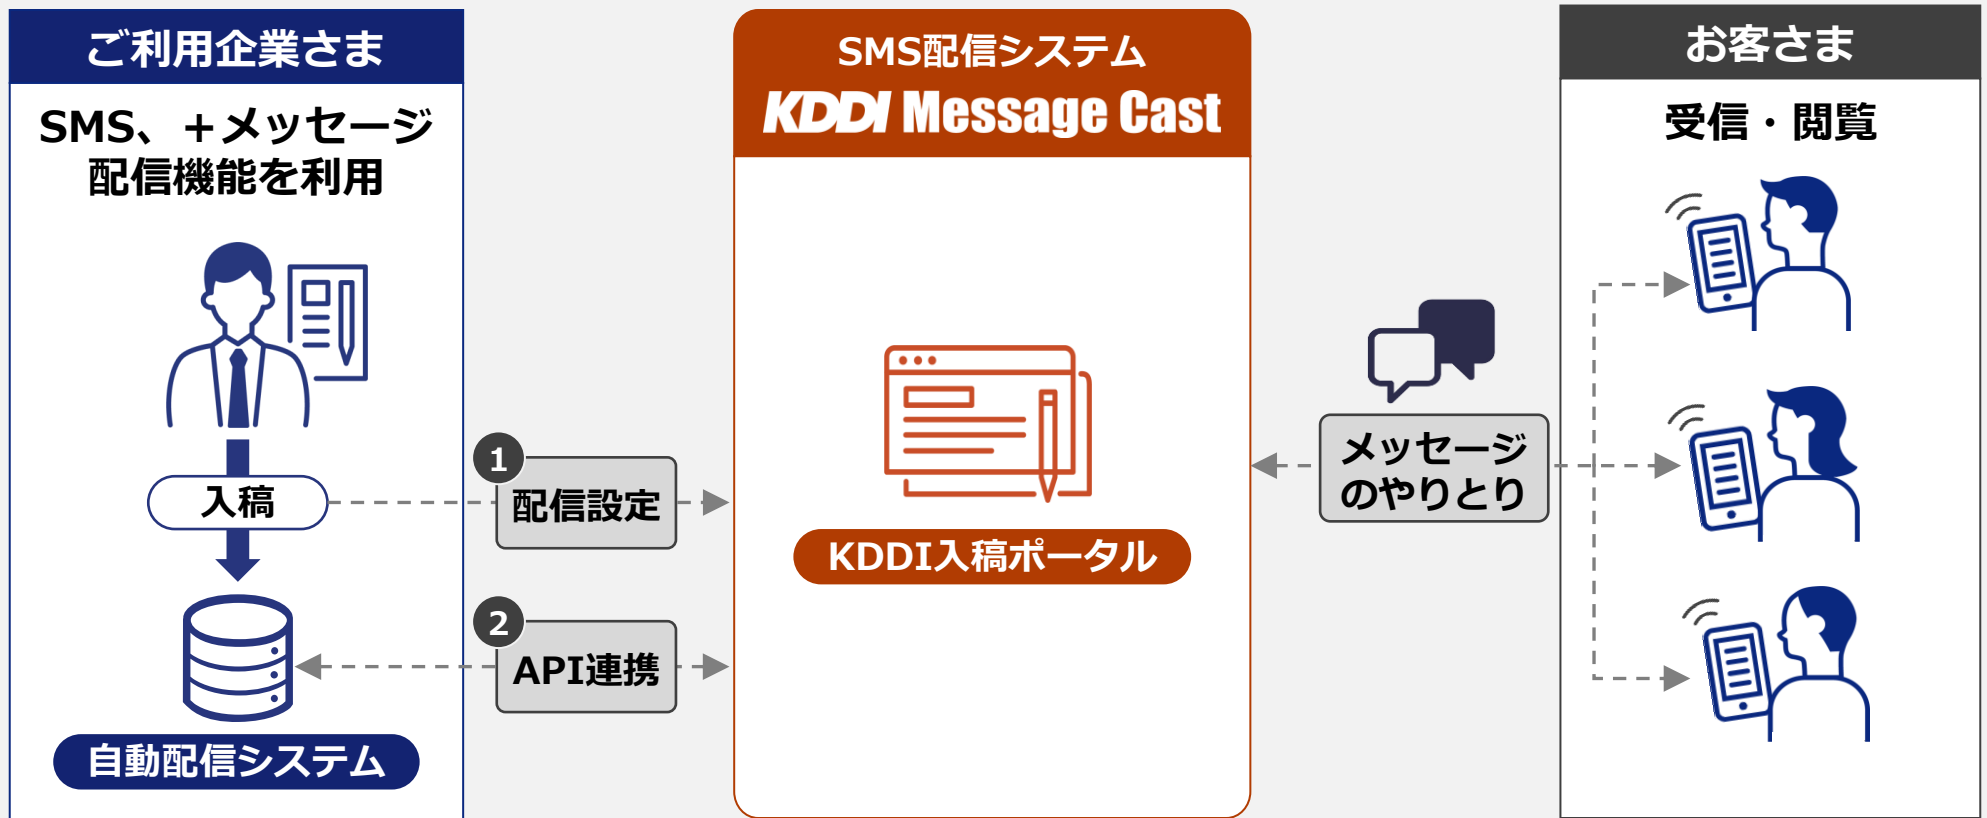 ご利用企業さま
SMS、＋メッセージ
配信機能を利用
入稿
自動配信システム
1
配信設定
2
API連携
SMS配信システム
KDDI Message Cast
KDDI入稿ポータル
メッセージ
のやりとり
お客さま
受信・閲覧